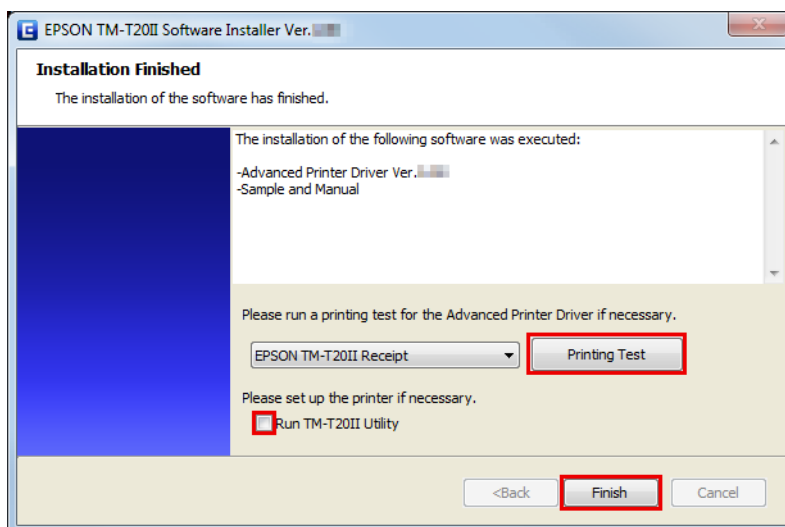 EPSON TM-T20II Software Installer Ver.
Installation Finished
The installation of the software has finished.
The installation of the following software was executed:
-Advanced Printer Driver Ver.
-Sample and Manual
Please run a printing test for the Advanced Printer Driver if necessary.
EPSON TM-T20II Receipt
Printing Test
Please set up the printer if necessary.
Run TM-T20II Utility
<Back
Finish
Cancel